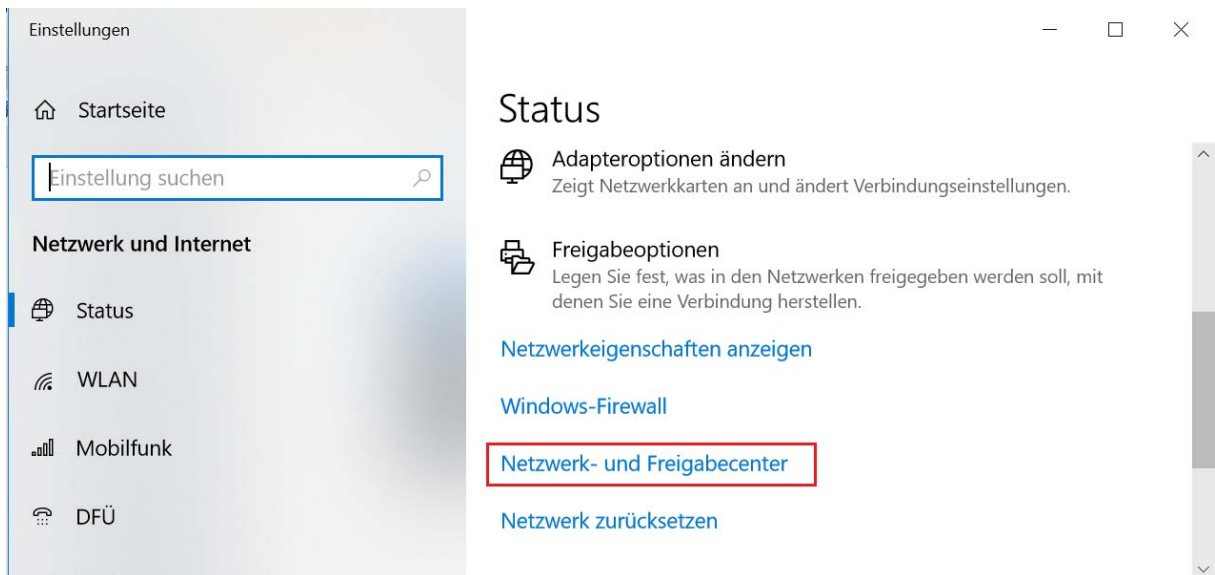 Einstellungen
Startseite
Einstellung suchen
Netzwerk und Internet
Status
WLAN
Mobilfunk
DFÜ
Status
Adapteroptionen ändern
Zeigt Netzwerkkarten an und ändert Verbindungseinstellungen.
Freigabeoptionen
Legen Sie fest, was in den Netzwerken freigegeben werden soll, mit
denen Sie eine Verbindung herstellen.
Netzwerkeigenschaften anzeigen
Windows-Firewall
Netzwerk- und Freigabecenter
Netzwerk zurücksetzen